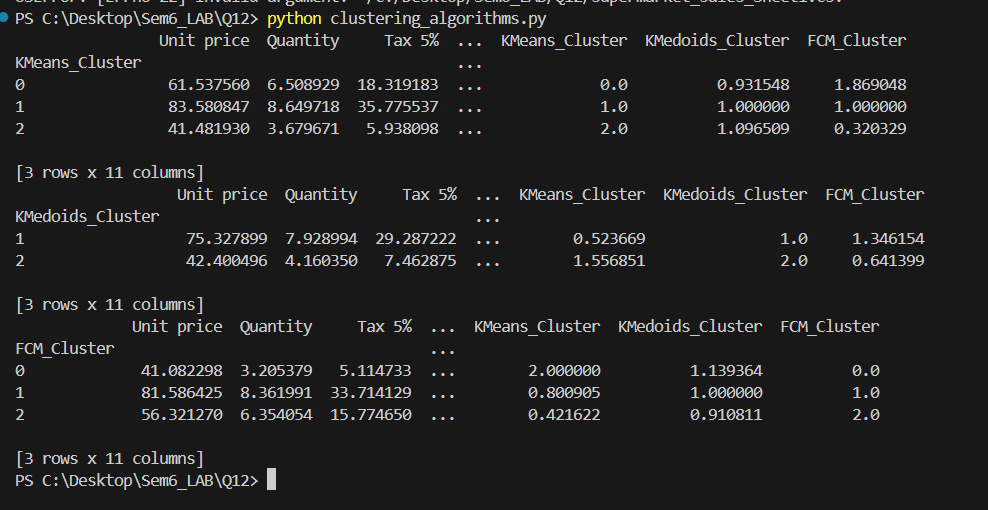 PS C:\Desktop\Sem6_LAB\Q12> python clustering_algorithms.py
Unit price Quantity Tax 5% ... KMeans_Cluster KMedoids_Cluster FCM_Cluster
KMeans_Cluster ...
0 61.537560 6.508929 18.319183 ... 0.0 0.931548 1.869048
1 83.580847 8.649718 35.775537 ... 1.0 1.000000 1.000000
2 41.481930 3.679671 5.938098 ... 2.0 1.096509 0.320329
[3 rows x 11 columns]
Unit price Quantity Tax 5% ... KMeans_Cluster KMedoids_Cluster FCM_Cluster
KMedoids_Cluster ...
1 75.327899 7.928994 29.287222 ... 0.523669 1.0 1.346154
2 42.400496 4.160350 7.462875 ... 1.556851 2.0 0.641399
[3 rows x 11 columns]
Unit price Quantity Tax 5% ... KMeans_Cluster KMedoids_Cluster FCM_Cluster
FCM_Cluster ...
0 41.082298 3.205379 5.114733 ... 2.000000 1.139364 0.0
1 81.586425 8.361991 33.714129 ... 0.800905 1.000000 1.0
2 56.321270 6.354054 15.774650 ... 0.421622 0.910811 2.0
[3 rows x 11 columns]
PS C:\Desktop\Sem6_LAB\Q12>